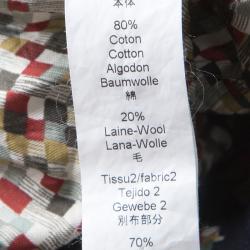 本体
80%
Coton
Cotton
Algodon
Baumwolle
綿
20%
Laine-Wool
Lana-Wolle
毛
Tissu2/fabric2
Tejido 2
Gewebe 2
別布部分
70%